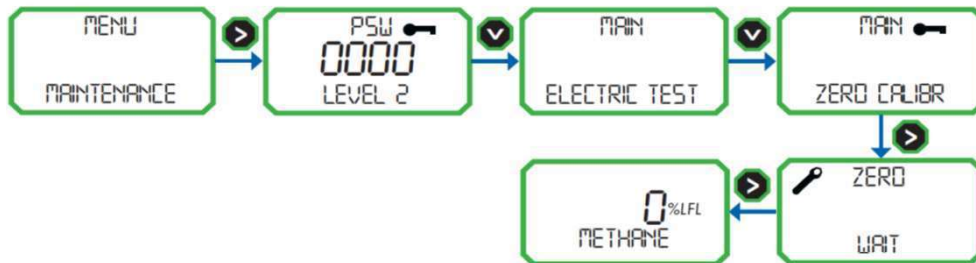 MENU
MAINTENANCE
PSW
0000
LEVEL 2
MAIN
ELECTRIC TEST
MAIN
ZERO CALIBR
ZERO
WAIT
0%LFL
METHANE